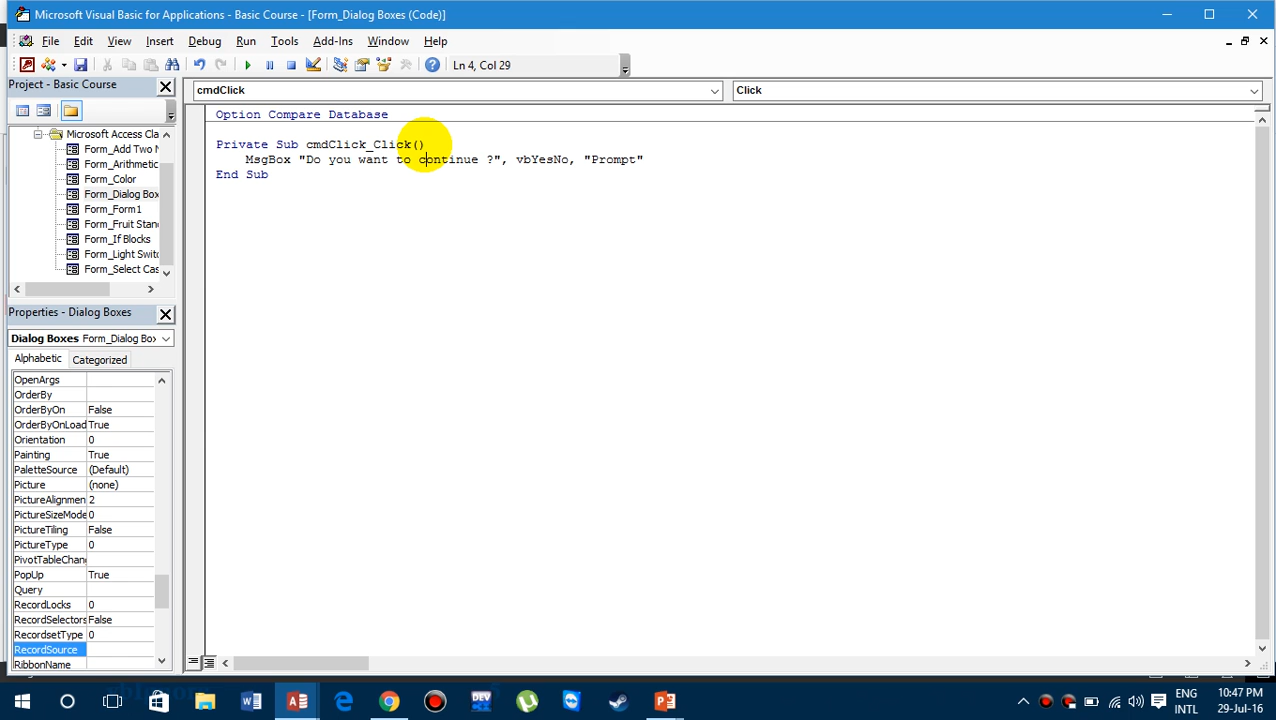 Microsoft Visual Basic for Applications - Basic Course - [Form_Dialog Boxes (Code)]
File Edit View Insert Debug Run Tools Add-Ins Window Help
Ln 4, Col 29
Project - Basic Course
cmdClick Click
Microsoft Access Cla
Form_Add Two N
Form_Arithmetic
Form_Color
Form_Dialog Box
Form_Form1
Form_Fruit Stan
Form_If Blocks
Form_Light Switc
Form_Select Cas
Option Compare Database
Private Sub cmdClick_Click()
MsgBox "Do you want to continue ?", vbYesNo, "Prompt"
End Sub
Properties - Dialog Boxes
Dialog Boxes Form_Dialog Box
Alphabetic Categorized
OpenArgs
OrderBy
OrderByOn False
OrderByOnLoad True
Orientation 0
Painting True
PaletteSource (Default)
Picture (none)
PictureAlignmen 2
PictureSizeMode 0
PictureTiling False
PictureType 0
PivotTableChang
PopUp True
Query
RecordLocks 0
RecordSelectors False
RecordsetType 0
RecordSource
RibbonName
DEV
ENG
INTL
10:47 PM
29-Jul-16